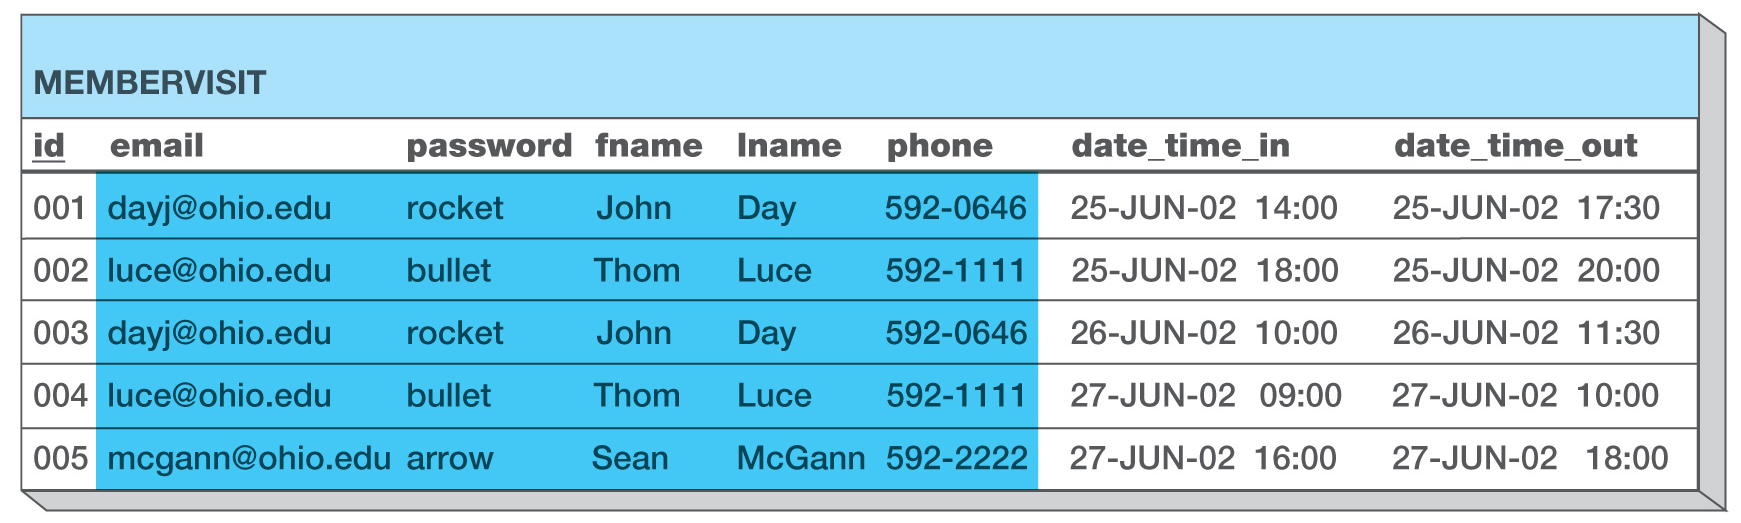 MEMBERVISIT
id email password fname lname phone date_time_in date_time_out
001 dayj@ohio.edu rocket John Day 592-0646 25-JUN-02 14:00 25-JUN-02 17:30
002 luce@ohio.edu bullet Thom Luce 592-1111 25-JUN-02 18:00 25-JUN-02 20:00
003 dayj@ohio.edu rocket John Day 592-0646 26-JUN-02 10:00 26-JUN-02 11:30
004 luce@ohio.edu bullet Thom Luce 592-1111 27-JUN-02 09:00 27-JUN-02 10:00
005 mcgann@ohio.edu arrow Sean McGann 592-2222 27-JUN-02 16:00 27-JUN-02 18:00